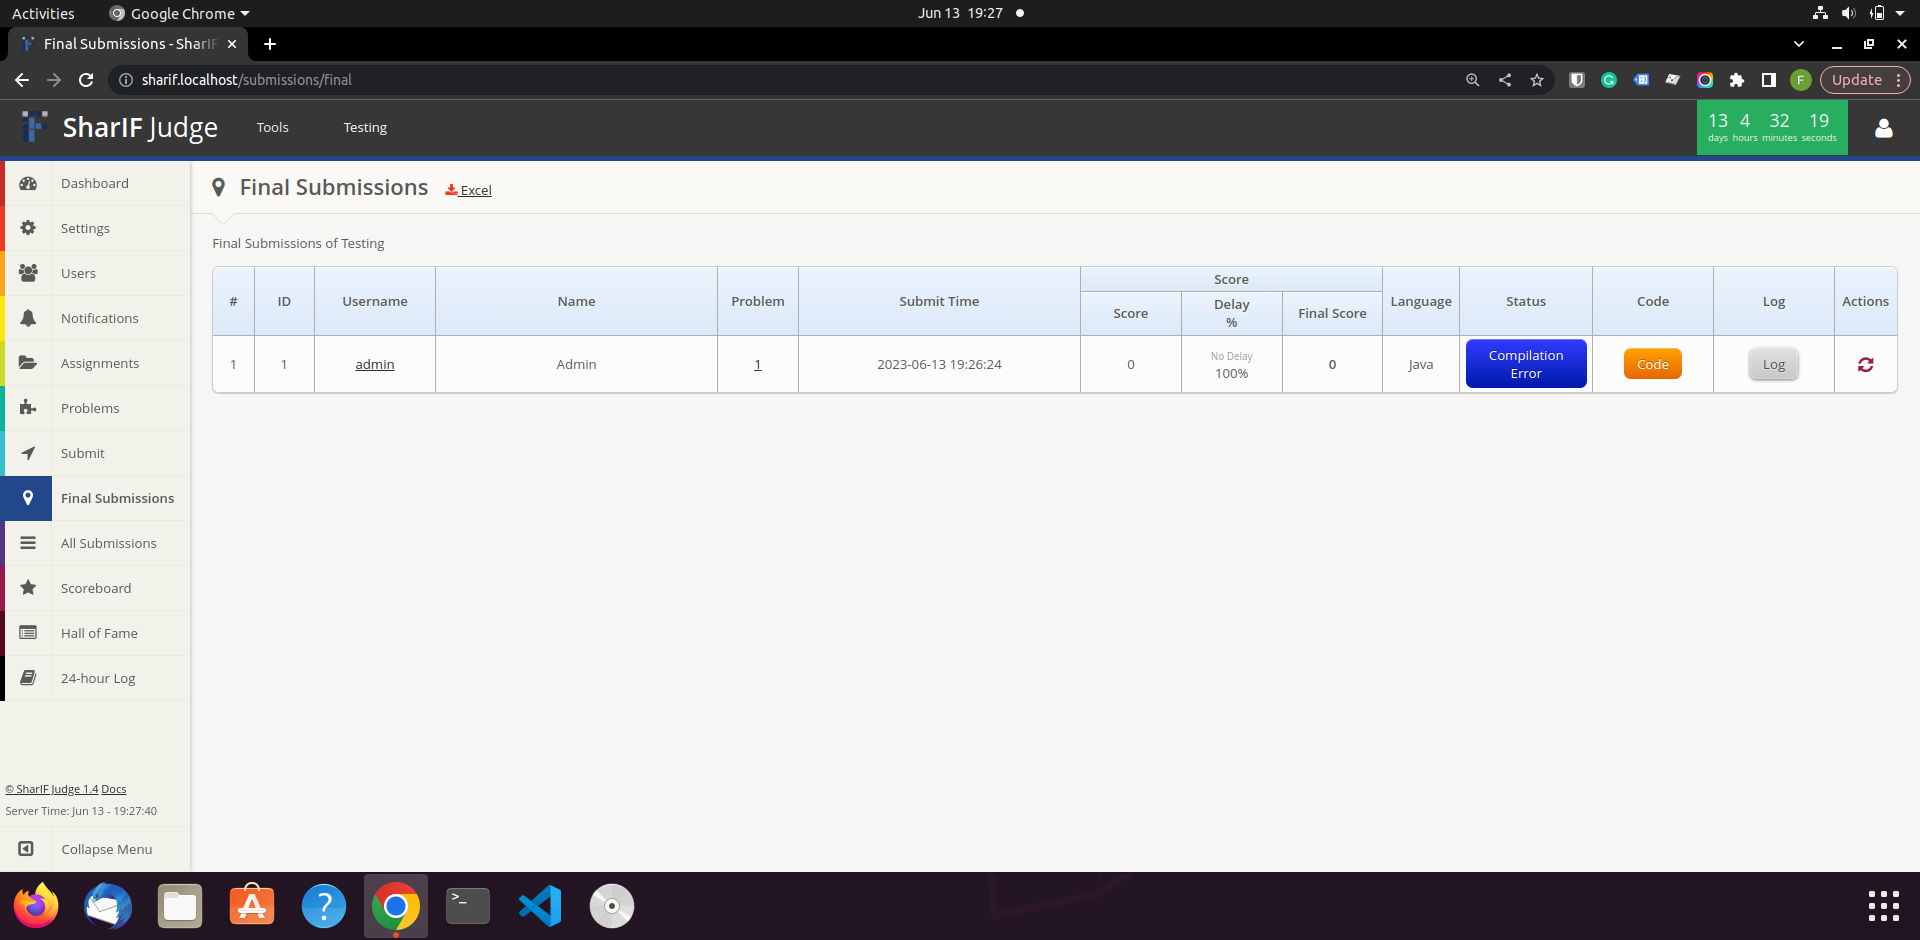 Activities
Google Chrome
Jun 13 19:27
Final Submissions - SharIF
sharif.localhost/submissions/final
F
Update
SharIF Judge
Tools
Testing
13 4 32 19
days hours minutes seconds
Dashboard
Settings
Users
Notifications
Assignments
Problems
Submit
Final Submissions
All Submissions
Scoreboard
Hall of Fame
24-hour Log
© SharIF Judge 1.4 Docs
Server Time: Jun 13 - 19:27:40
Collapse Menu
Final Submissions
Excel
Final Submissions of Testing
# ID Username Name Problem Submit Time Score Language Status Code Log Actions
Score Delay % Final Score
1 1 admin Admin 1 2023-06-13 19:26:24 0 No Delay 100% 0 Java Compilation Error Code Log